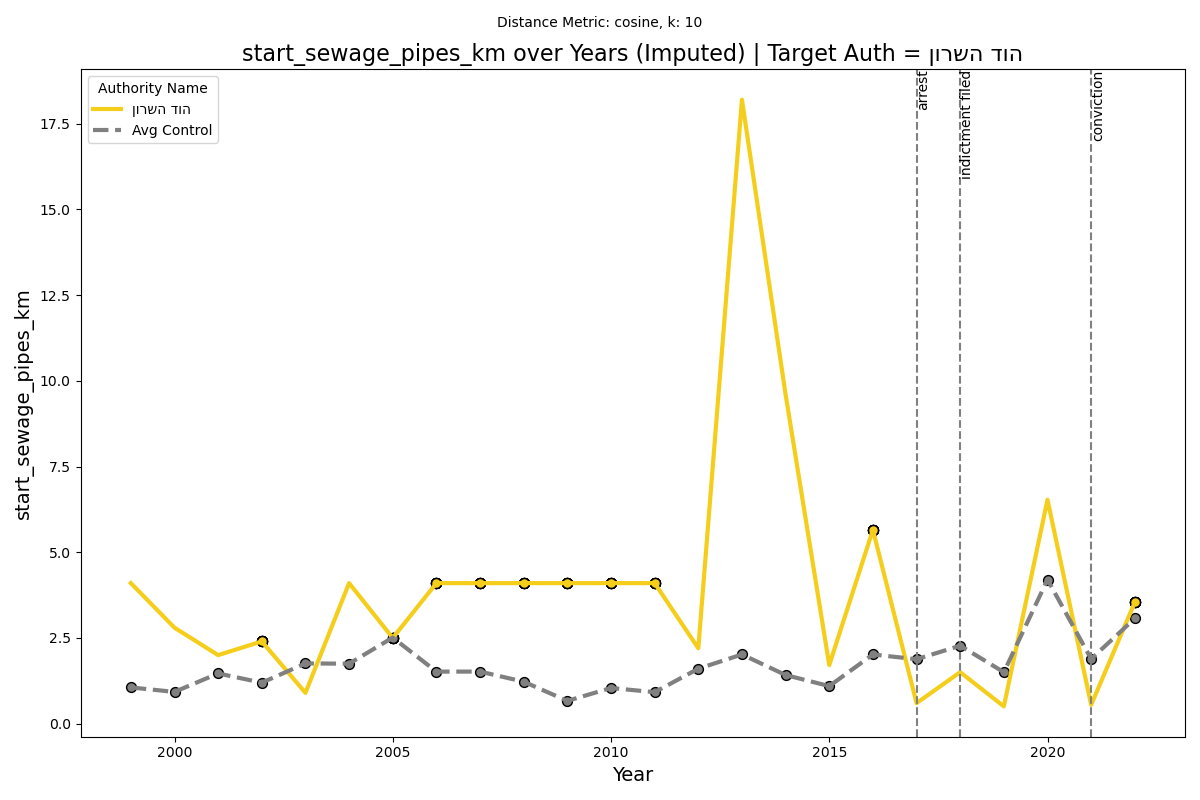 Distance Metric: cosine, k: 10
start_sewage_pipes_km over Years (Imputed) | Target Auth = הוד השרון
Authority Name
הוד השרון
Avg Control
arrest
indictment filed
conviction
start_sewage_pipes_km
17.5
15.0
12.5
10.0
7.5
5.0
2.5
0.0
2000
2005
2010
2015
2020
Year